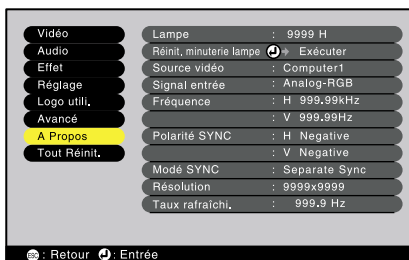 Vidéo
Audio
Effet
Réglage
Logo utili.
Avancé
A Propos
Tout Réinit.
Lampe : 9999 H
Réinit, minuterie lampe Exécuter
Source vidéo : Computer1
Signal entrée : Analog-RGB
Fréquence : H 999.99kHz
: V 999.99Hz
Polarité SYNC : H Negative
: V Negative
Modé SYNC : Separate Sync
Résolution : 9999x9999
Taux rafraîchi. : 999.9 Hz
ESC : Retour : Entrée